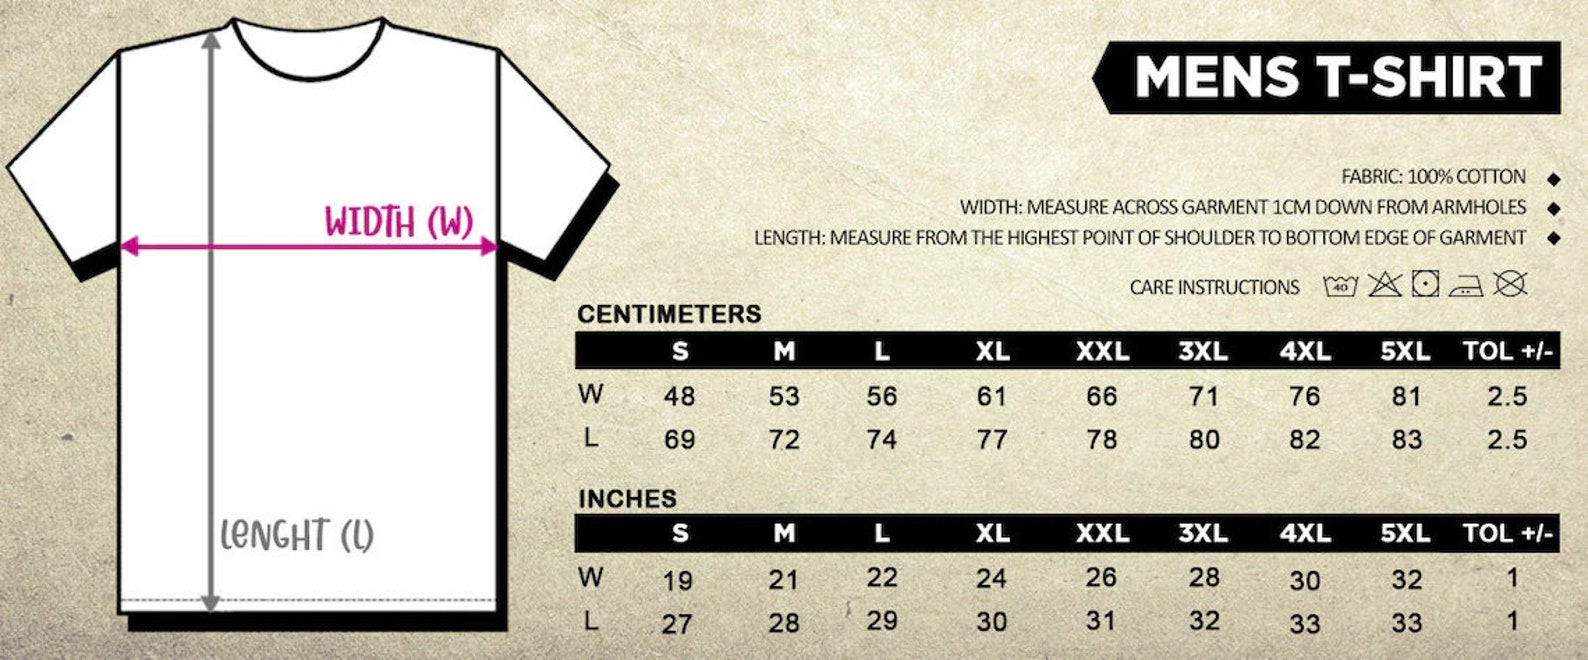 MENS T-SHIRT
FABRIC: 100% COTTON
WIDTH: MEASURE ACROSS GARMENT 1CM DOWN FROM ARMHOLES
LENGTH: MEASURE FROM THE HIGHEST POINT OF SHOULDER TO BOTTOM EDGE OF GARMENT
CARE INSTRUCTIONS 40
WIDTH (W)
LENGHT (L)
CENTIMETERS
S M L XL XXL 3XL 4XL 5XL TOL +/-
W 48 53 56 61 66 71 76 81 2.5
L 69 72 74 77 78 80 82 83 2.5
INCHES
S M L XL XXL 3XL 4XL 5XL TOL +/-
W 19 21 22 24 26 28 30 32 1
L 27 28 29 30 31 32 33 33 1